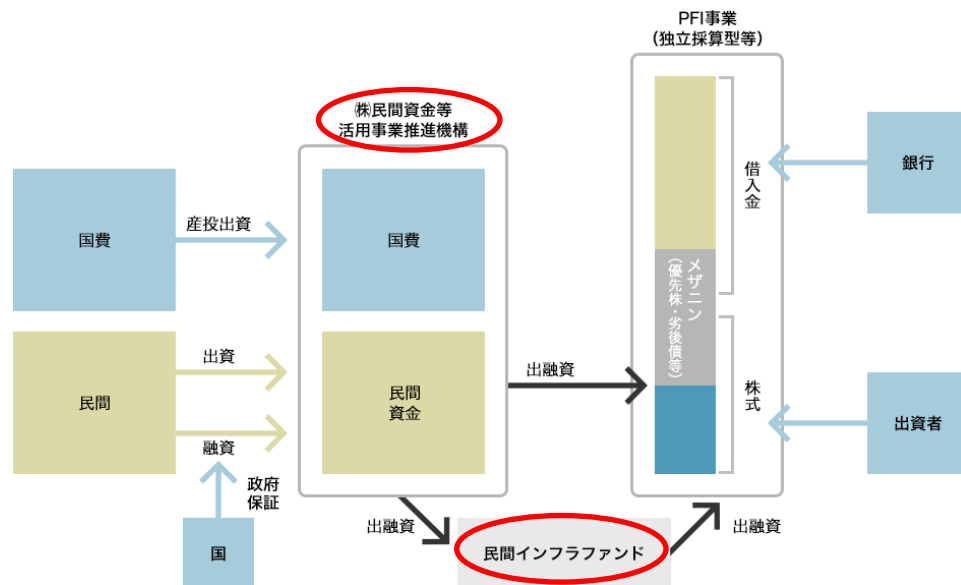 PFI事業
（独立採算型等）
㈱民間資金等
活用事業推進機構
国費
産投出資
国費
民間
出資
融資
政府
保証
国
民間
資金
出融資
出融資
民間インフラファンド
出融資
メザニン
（優先株・劣後債等）
借入金
株式
銀行
出資者